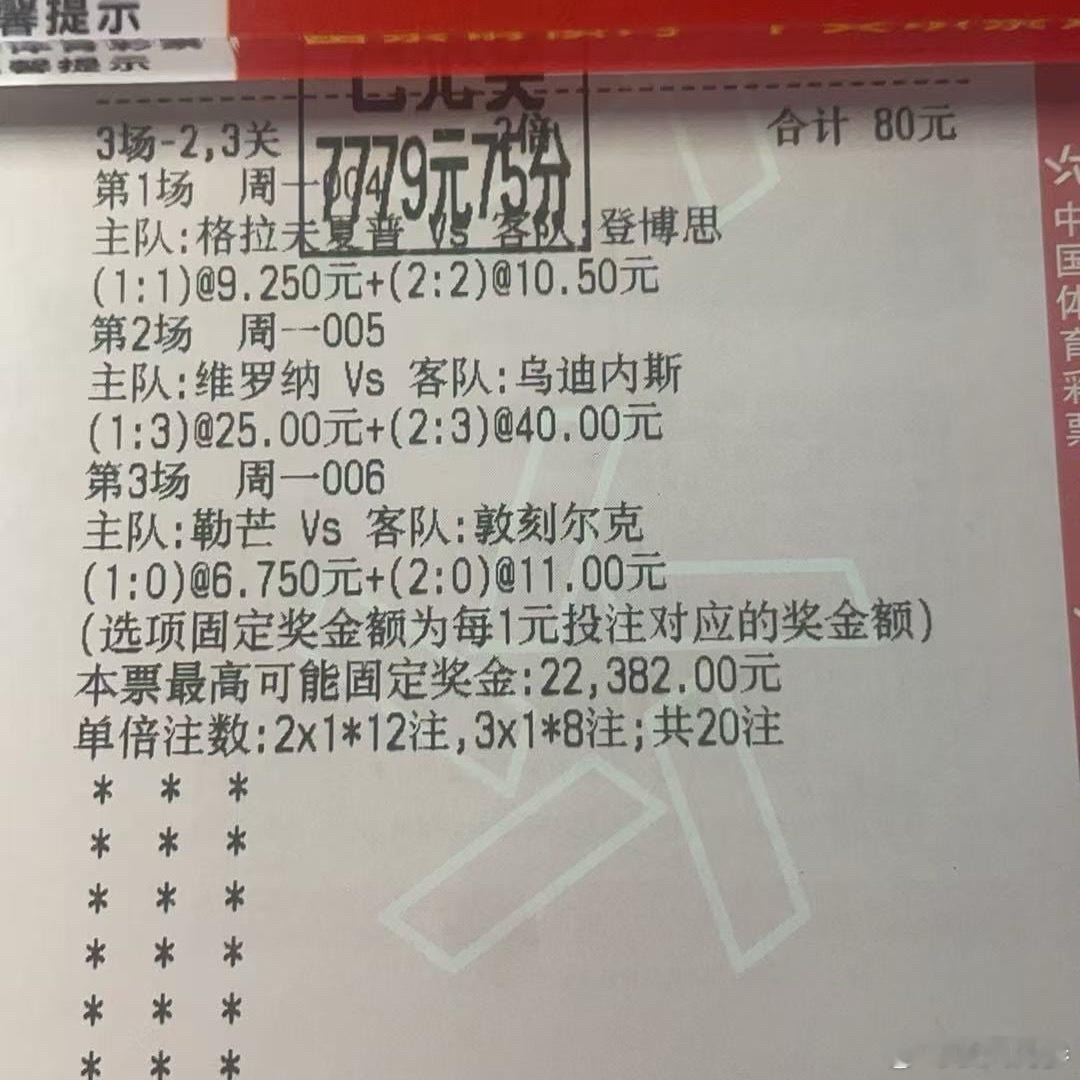 馨提示
馨提示
3场-2,3关 2倍 合计 80元
已兑奖
7779元75分
第1场 周一004
主队:格拉夫夏普 Vs 客队:登博思
(1:1)@9.250元+(2:2)@10.50元
第2场 周一005
主队:维罗纳 Vs 客队:乌迪内斯
(1:3)@25.00元+(2:3)@40.00元
第3场 周一006
主队:勒芒 Vs 客队:敦刻尔克
(1:0)@6.750元+(2:0)@11.00元
(选项固定奖金额为每1元投注对应的奖金额)
本票最高可能固定奖金:22,382.00元
单倍注数:2x1*12注,3x1*8注;共20注
* * *
* * *
* * *
* * *
* * *
* * *
中国体育彩票